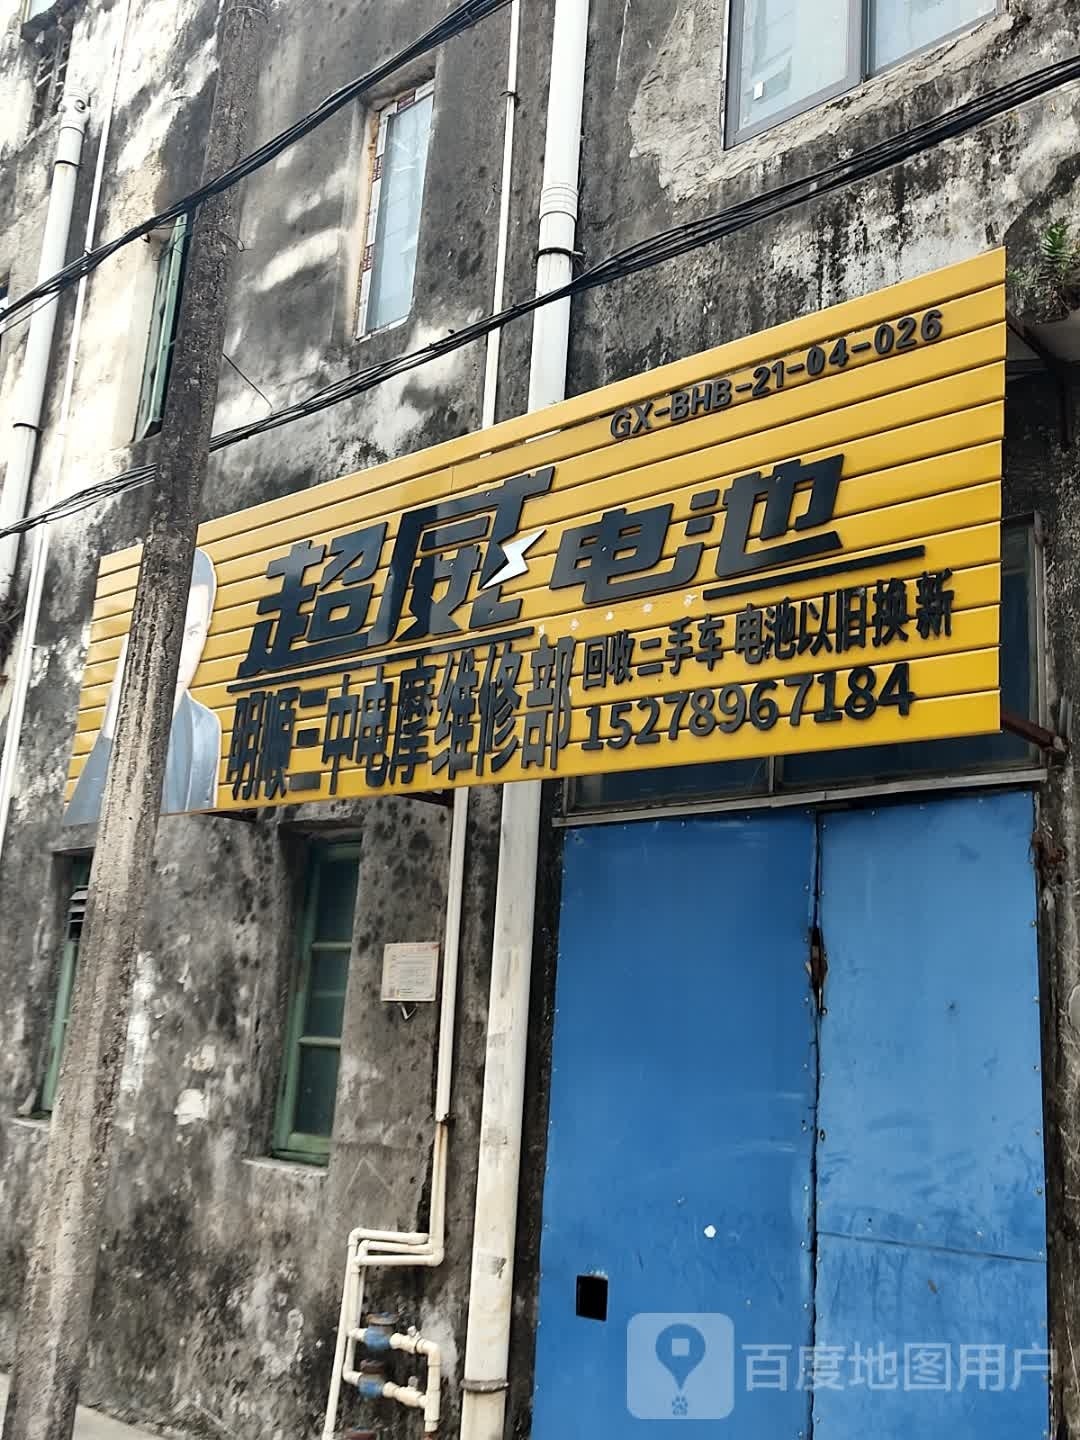 GX-BHB-21-04-026
超威电池
明顺三中电摩维修部
回收二手车 电池以旧换新
15278967184
百度地图用户